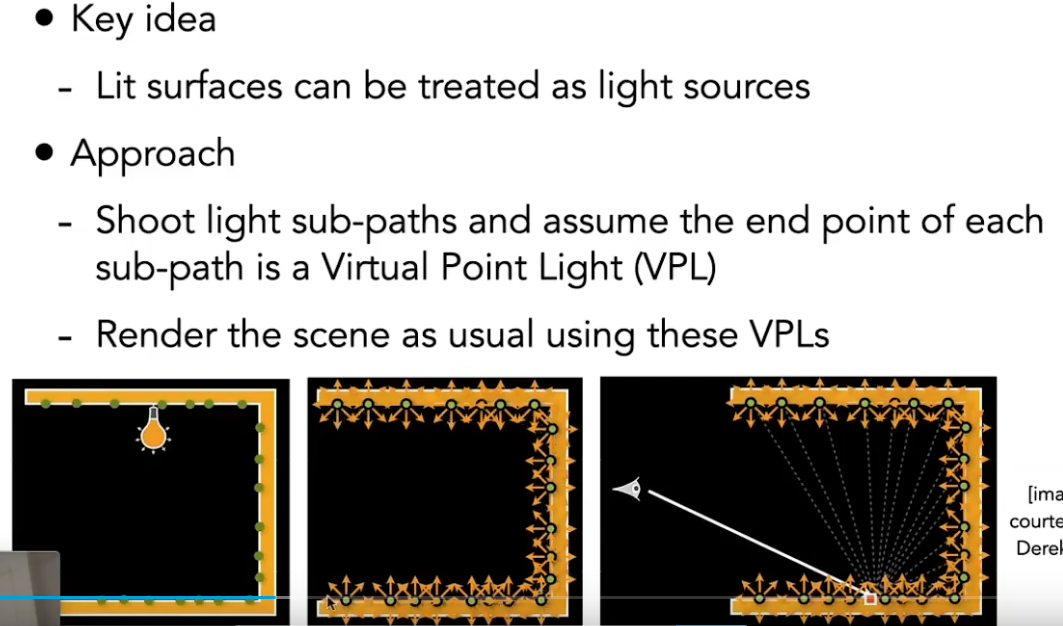 • Key idea
- Lit surfaces can be treated as light sources
• Approach
- Shoot light sub-paths and assume the end point of each
sub-path is a Virtual Point Light (VPL)
- Render the scene as usual using these VPLs
[ima
courte
Derek